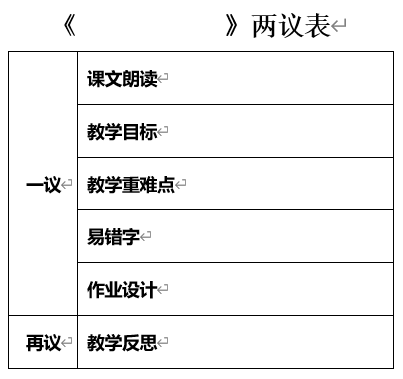 《 》两议表
课文朗读
教学目标
一议
教学重难点
易错字
作业设计
再议
教学反思